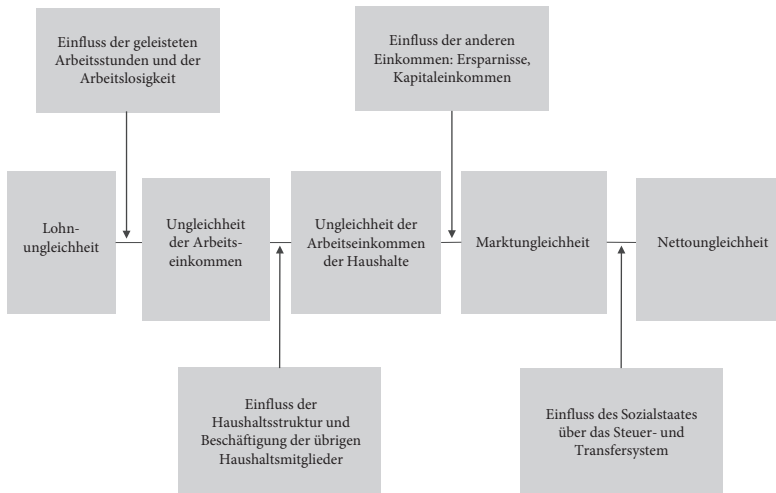 Einfluss der geleisteten
Arbeitsstunden und der
Arbeitslosigkeit
Einfluss der anderen
Einkommen: Ersparnisse,
Kapitaleinkommen
Lohn-
ungleichheit
Ungleichheit
der Arbeits-
einkommen
Ungleichheit der
Arbeitseinkommen
der Haushalte
Marktungleichheit
Nettoungleichheit
Einfluss der
Haushaltsstruktur und
Beschäftigung der übrigen
Haushaltsmitglieder
Einfluss des Sozialstaates
über das Steuer- und
Transfersystem